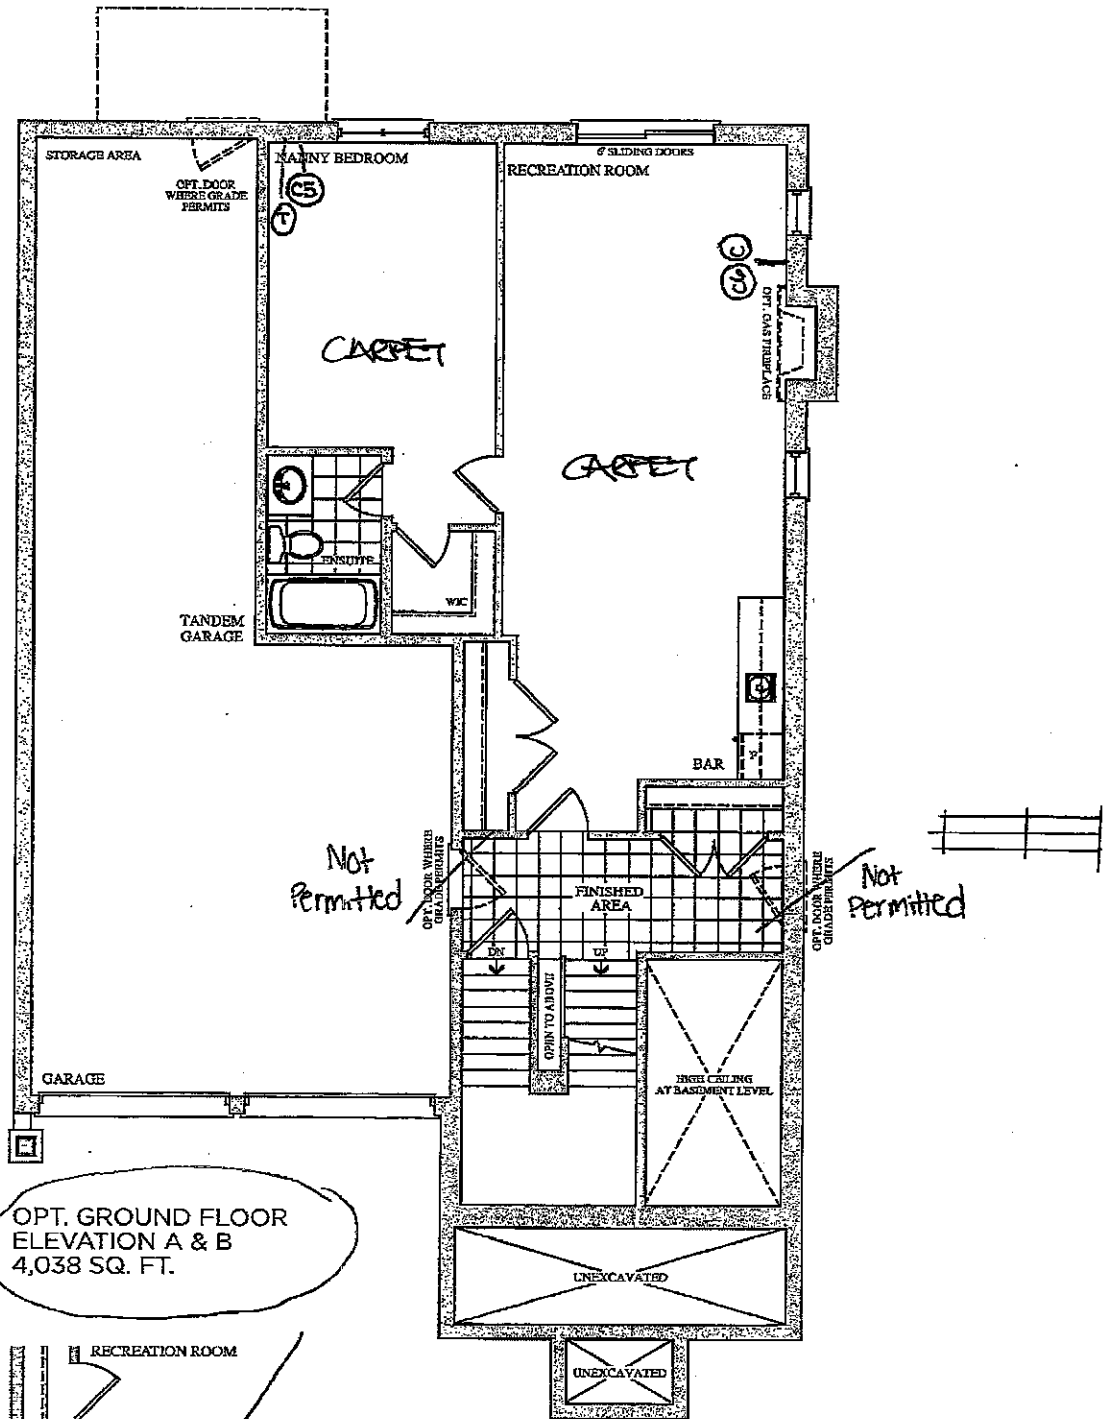 STORAGE AREA
OPT. DOOR
WHERE GRADE
PERMITS
NANNY BEDROOM
T
C5
6' SLIDING DOORS
RECREATION ROOM
C6 C
OPT. GAS FIREPLACE
CARPET
CARPET
ENSUITE
WIC
TANDEM
GARAGE
BAR
F
Not
Permitted
OPT. DOOR WHERE
GRADE PERMITS
FINISHED
AREA
OPT. DOOR WHERE
GRADE PERMITS
Not
Permitted
DN
UP
OPEN TO ABOVE
HIGH CEILING
AT BASEMENT LEVEL
GARAGE
OPT. GROUND FLOOR
ELEVATION A & B
4,038 SQ. FT.
UNEXCAVATED
RECREATION ROOM
UNEXCAVATED